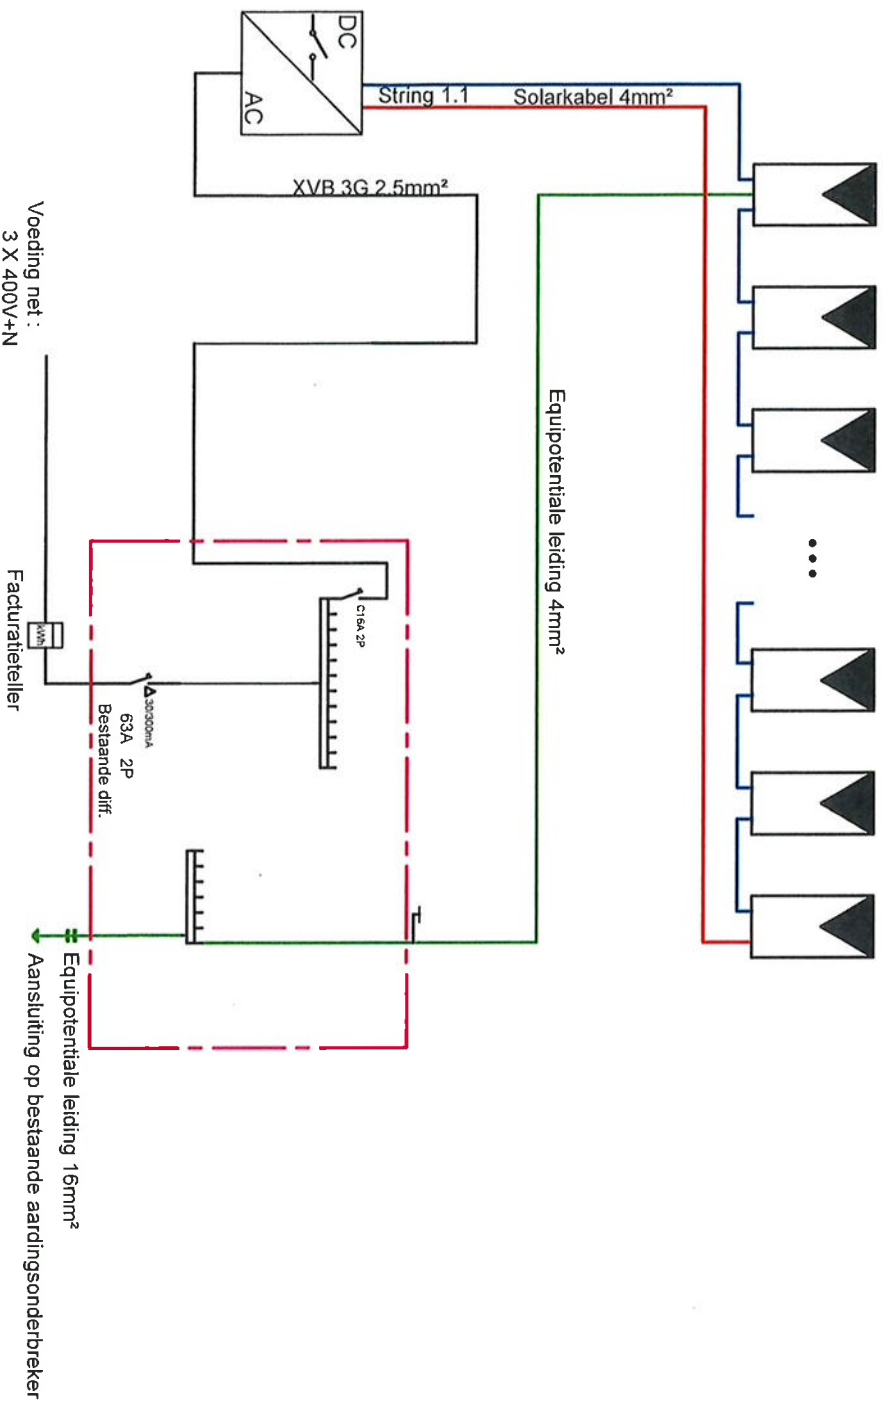 DC
AC
String 1.1
Solarkabel 4mm²
XVB 3G 2.5mm²
Voeding net :
3 X 400V+N
Equipotentiale leiding 4mm²
C16A 2P
Facturatieteller
kWh
30/300mA
63A 2P
Bestaande diff.
Equipotentiale leiding 16mm²
Aansluiting op bestaande aardingsonderbreker